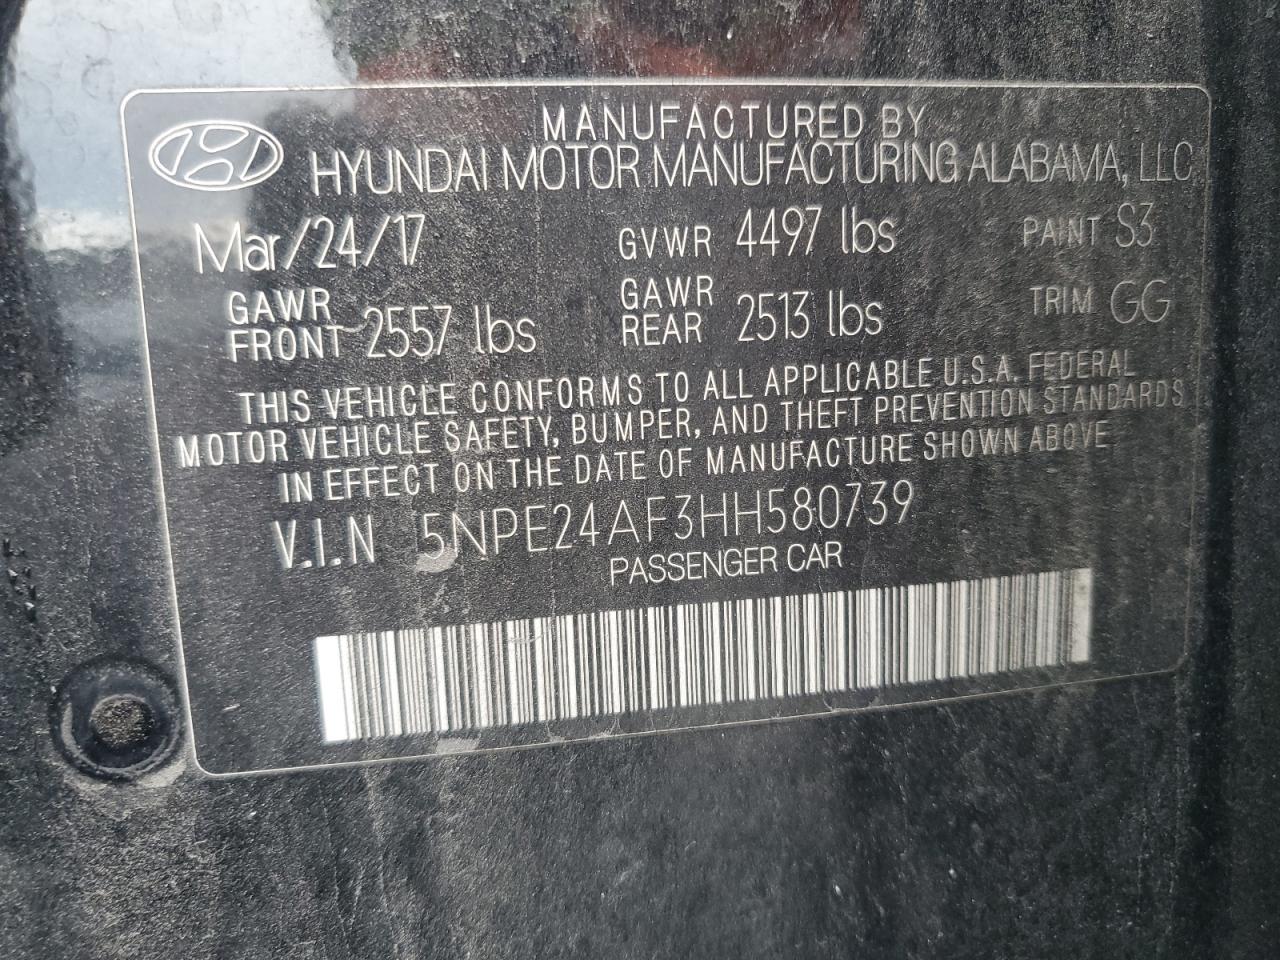 MANUFACTURED BY
HYUNDAI MOTOR MANUFACTURING ALABAMA, LLC
Mar/24/17 GVWR 4497 lbs PAINT S3
GAWR FRONT 2557 lbs GAWR REAR 2513 lbs TRIM GG
THIS VEHICLE CONFORMS TO ALL APPLICABLE U.S.A. FEDERAL
MOTOR VEHICLE SAFETY, BUMPER, AND THEFT PREVENTION STANDARDS
IN EFFECT ON THE DATE OF MANUFACTURE SHOWN ABOVE
V.I.N 5NPE24AF3HH580739
PASSENGER CAR